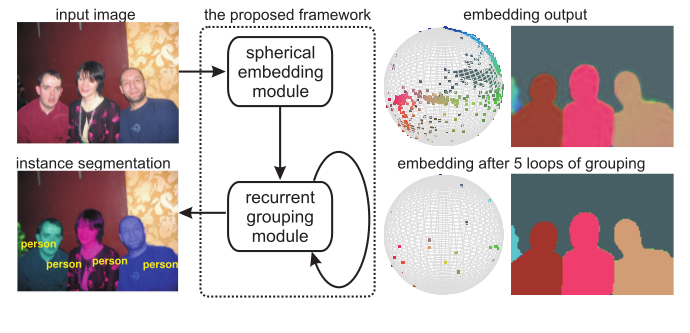 input image
the proposed framework
embedding output
spherical
embedding
module
instance segmentation
embedding after 5 loops of grouping
recurrent
grouping
module
person
person
person
person